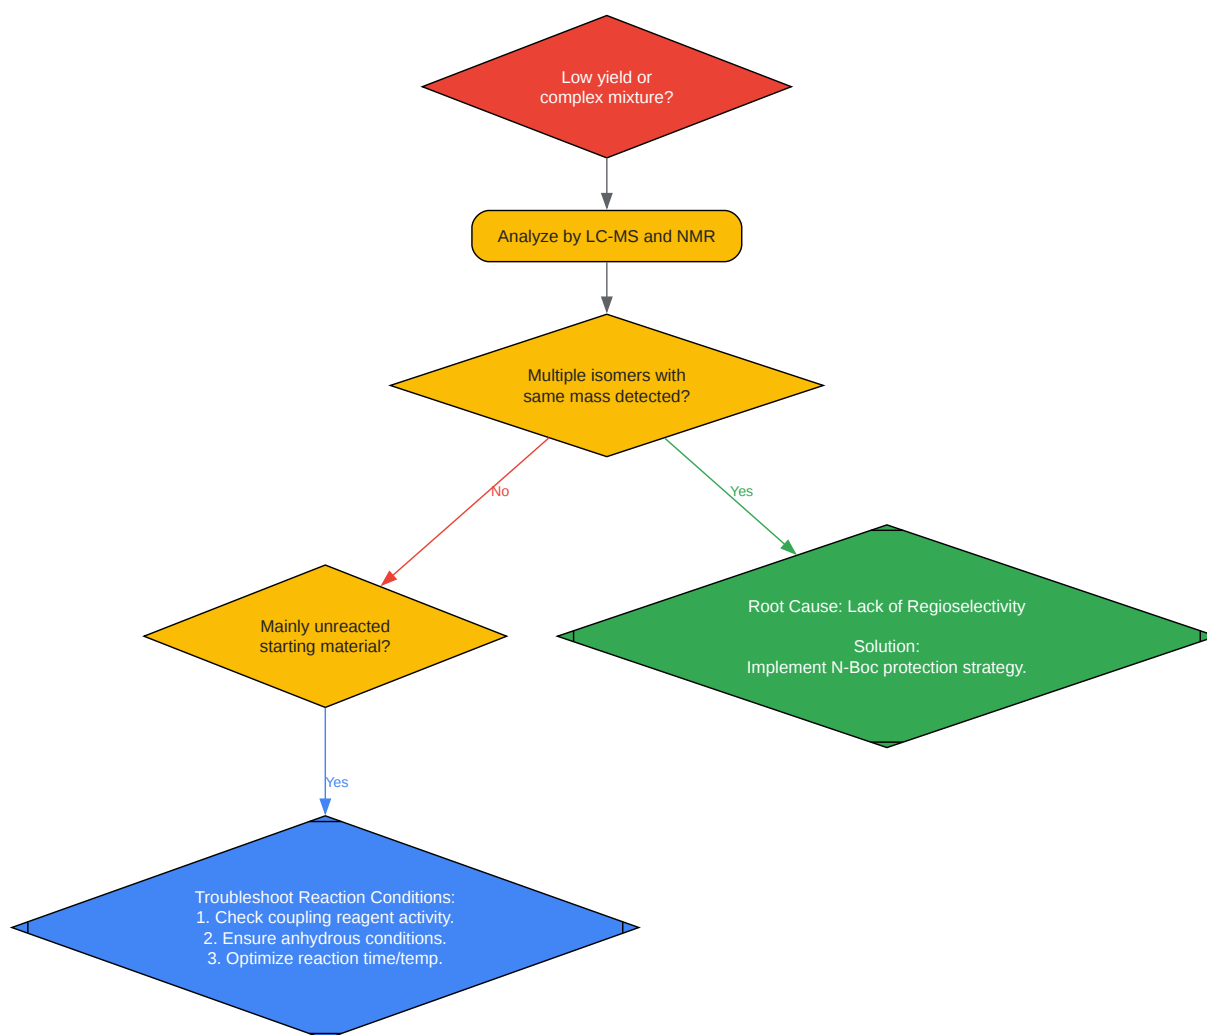 Low yield or
complex mixture?
Analyze by LC-MS and NMR
Multiple isomers with
same mass detected?
No
Yes
Mainly unreacted
starting material?
Root Cause: Lack of Regioselectivity
Solution:
Implement N-Boc protection strategy.
Yes
Troubleshoot Reaction Conditions:
1. Check coupling reagent activity.
2. Ensure anhydrous conditions.
3. Optimize reaction time/temp.